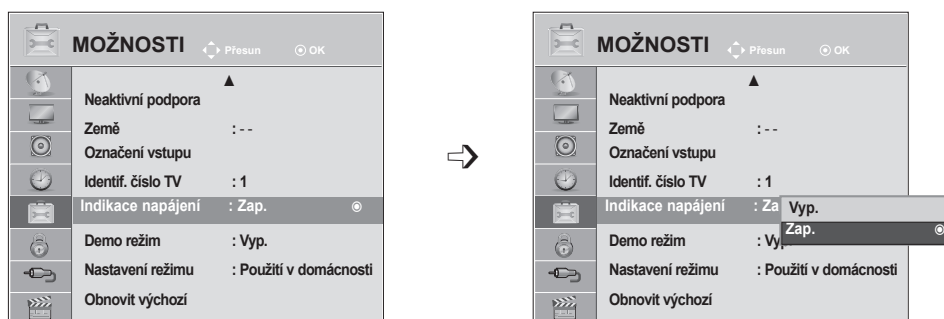 MOŽNOSTI Přesun OK
Neaktivní podpora
Země : - -
Označení vstupu
Identif. číslo TV : 1
Indikace napájení : Zap.
Demo režim : Vyp.
Nastavení režimu : Použití v domácnosti
Obnovit výchozí
MOŽNOSTI Přesun OK
Neaktivní podpora
Země : - -
Označení vstupu
Identif. číslo TV : 1
Indikace napájení : Za
Vyp.
Zap.
Demo režim : Vyp.
Nastavení režimu : Použití v domácnosti
Obnovit výchozí